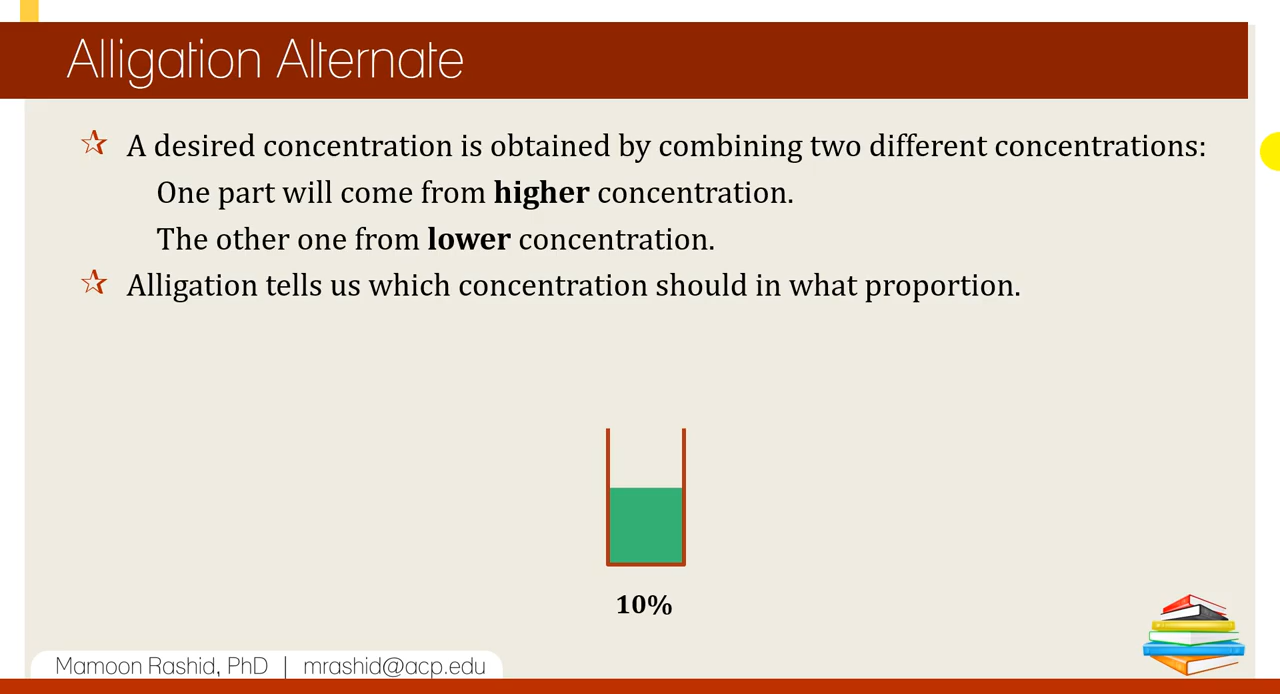 Alligation Alternate
A desired concentration is obtained by combining two different concentrations:
One part will come from higher concentration.
The other one from lower concentration.
Alligation tells us which concentration should in what proportion.
10%
Mamoon Rashid, PhD | mrashid@acp.edu